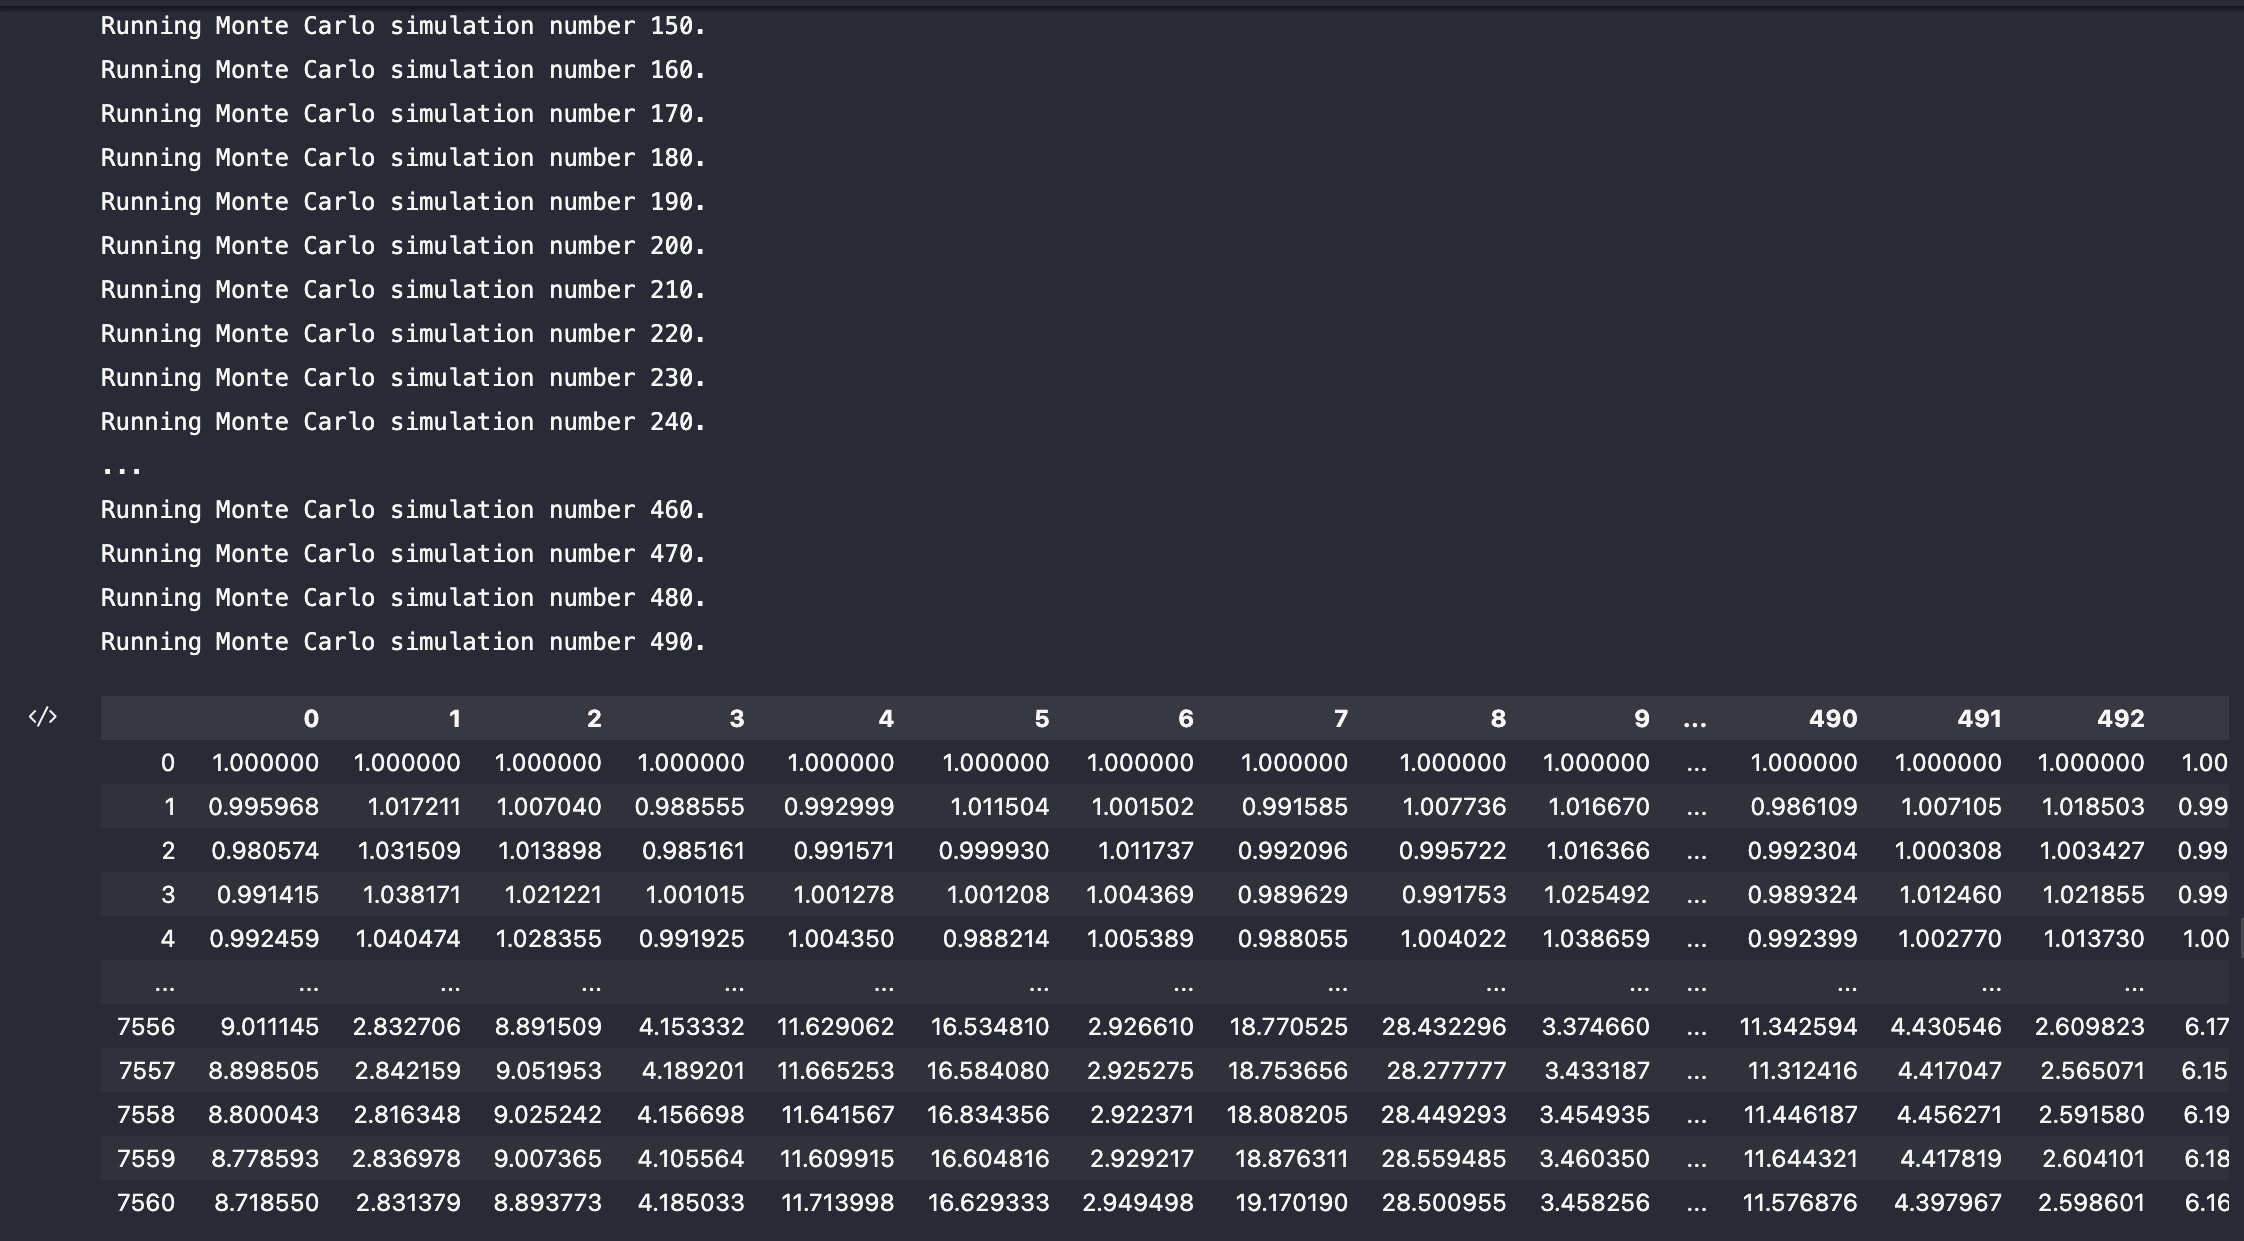 Running Monte Carlo simulation number 150.
Running Monte Carlo simulation number 160.
Running Monte Carlo simulation number 170.
Running Monte Carlo simulation number 180.
Running Monte Carlo simulation number 190.
Running Monte Carlo simulation number 200.
Running Monte Carlo simulation number 210.
Running Monte Carlo simulation number 220.
Running Monte Carlo simulation number 230.
Running Monte Carlo simulation number 240.
...
Running Monte Carlo simulation number 460.
Running Monte Carlo simulation number 470.
Running Monte Carlo simulation number 480.
Running Monte Carlo simulation number 490.
</> 0 1 2 3 4 5 6 7 8 9 ... 490 491 492
0 1.000000 1.000000 1.000000 1.000000 1.000000 1.000000 1.000000 1.000000 1.000000 1.000000 ... 1.000000 1.000000 1.000000 1.00
1 0.995968 1.017211 1.007040 0.988555 0.992999 1.011504 1.001502 0.991585 1.007736 1.016670 ... 0.986109 1.007105 1.018503 0.99
2 0.980574 1.031509 1.013898 0.985161 0.991571 0.999930 1.011737 0.992096 0.995722 1.016366 ... 0.992304 1.000308 1.003427 0.99
3 0.991415 1.038171 1.021221 1.001015 1.001278 1.001208 1.004369 0.989629 0.991753 1.025492 ... 0.989324 1.012460 1.021855 0.99
4 0.992459 1.040474 1.028355 0.991925 1.004350 0.988214 1.005389 0.988055 1.004022 1.038659 ... 0.992399 1.002770 1.013730 1.00
... ... ... ... ... ... ... ... ... ... ... ... ... ... ...
7556 9.011145 2.832706 8.891509 4.153332 11.629062 16.534810 2.926610 18.770525 28.432296 3.374660 ... 11.342594 4.430546 2.609823 6.17
7557 8.898505 2.842159 9.051953 4.189201 11.665253 16.584080 2.925275 18.753656 28.277777 3.433187 ... 11.312416 4.417047 2.565071 6.15
7558 8.800043 2.816348 9.025242 4.156698 11.641567 16.834356 2.922371 18.808205 28.449293 3.454935 ... 11.446187 4.456271 2.591580 6.19
7559 8.778593 2.836978 9.007365 4.105564 11.609915 16.604816 2.929217 18.876311 28.559485 3.460350 ... 11.644321 4.417819 2.604101 6.18
7560 8.718550 2.831379 8.893773 4.185033 11.713998 16.629333 2.949498 19.170190 28.500955 3.458256 ... 11.576876 4.397967 2.598601 6.16